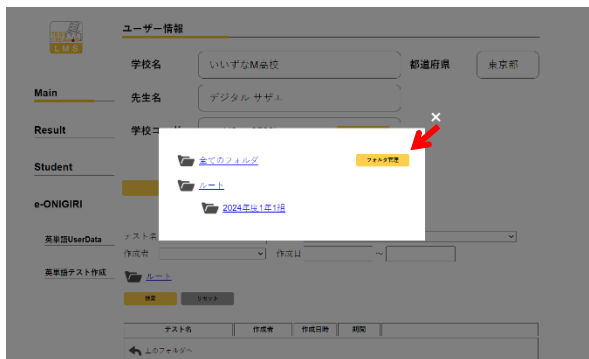 LMS
ユーザー情報
学校名 いいずなM高校 都道府県 東京都
Main
先生名 デジタル サザエ
Result
学校コード
×
全てのフォルダ フォルダ管理
Student
ルート
2024年度1年1組
e-ONIGIRI
英単語UserData
テスト名
作成者 作成日 ～
英単語テスト作成
ルート
検索 リセット
テスト名 作成者 作成日時 期間
上のフォルダへ